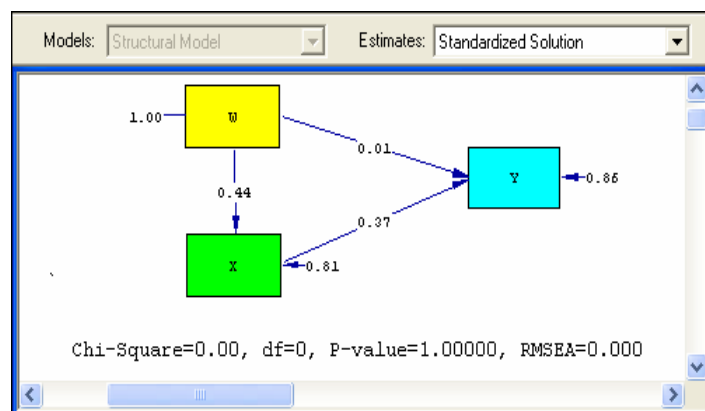 Models: Structural Model Estimates: Standardized Solution
1.00 W
0.01
Y 0.86
0.44
0.37
X 0.81
Chi-Square=0.00, df=0, P-value=1.00000, RMSEA=0.000